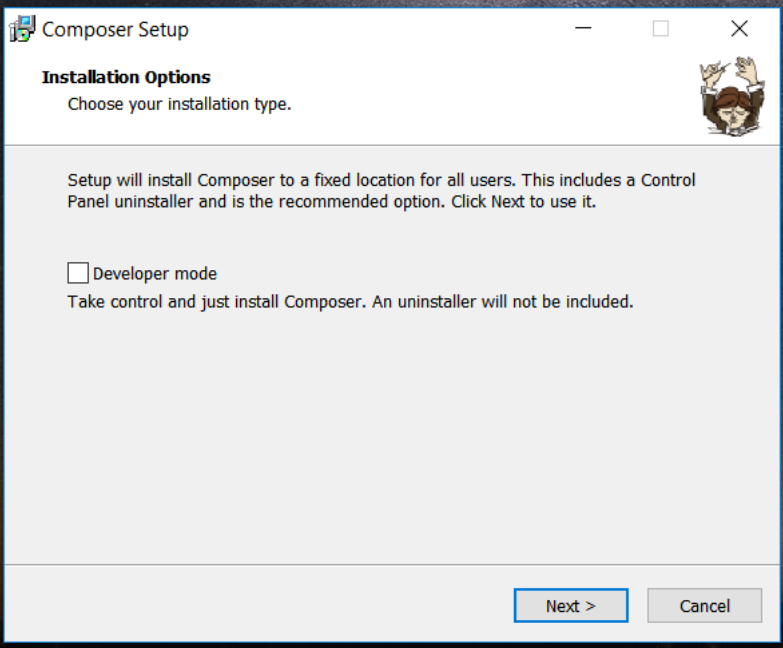 Composer Setup
Installation Options
Choose your installation type.
Setup will install Composer to a fixed location for all users. This includes a Control
Panel uninstaller and is the recommended option. Click Next to use it.
Developer mode
Take control and just install Composer. An uninstaller will not be included.
Next >
Cancel